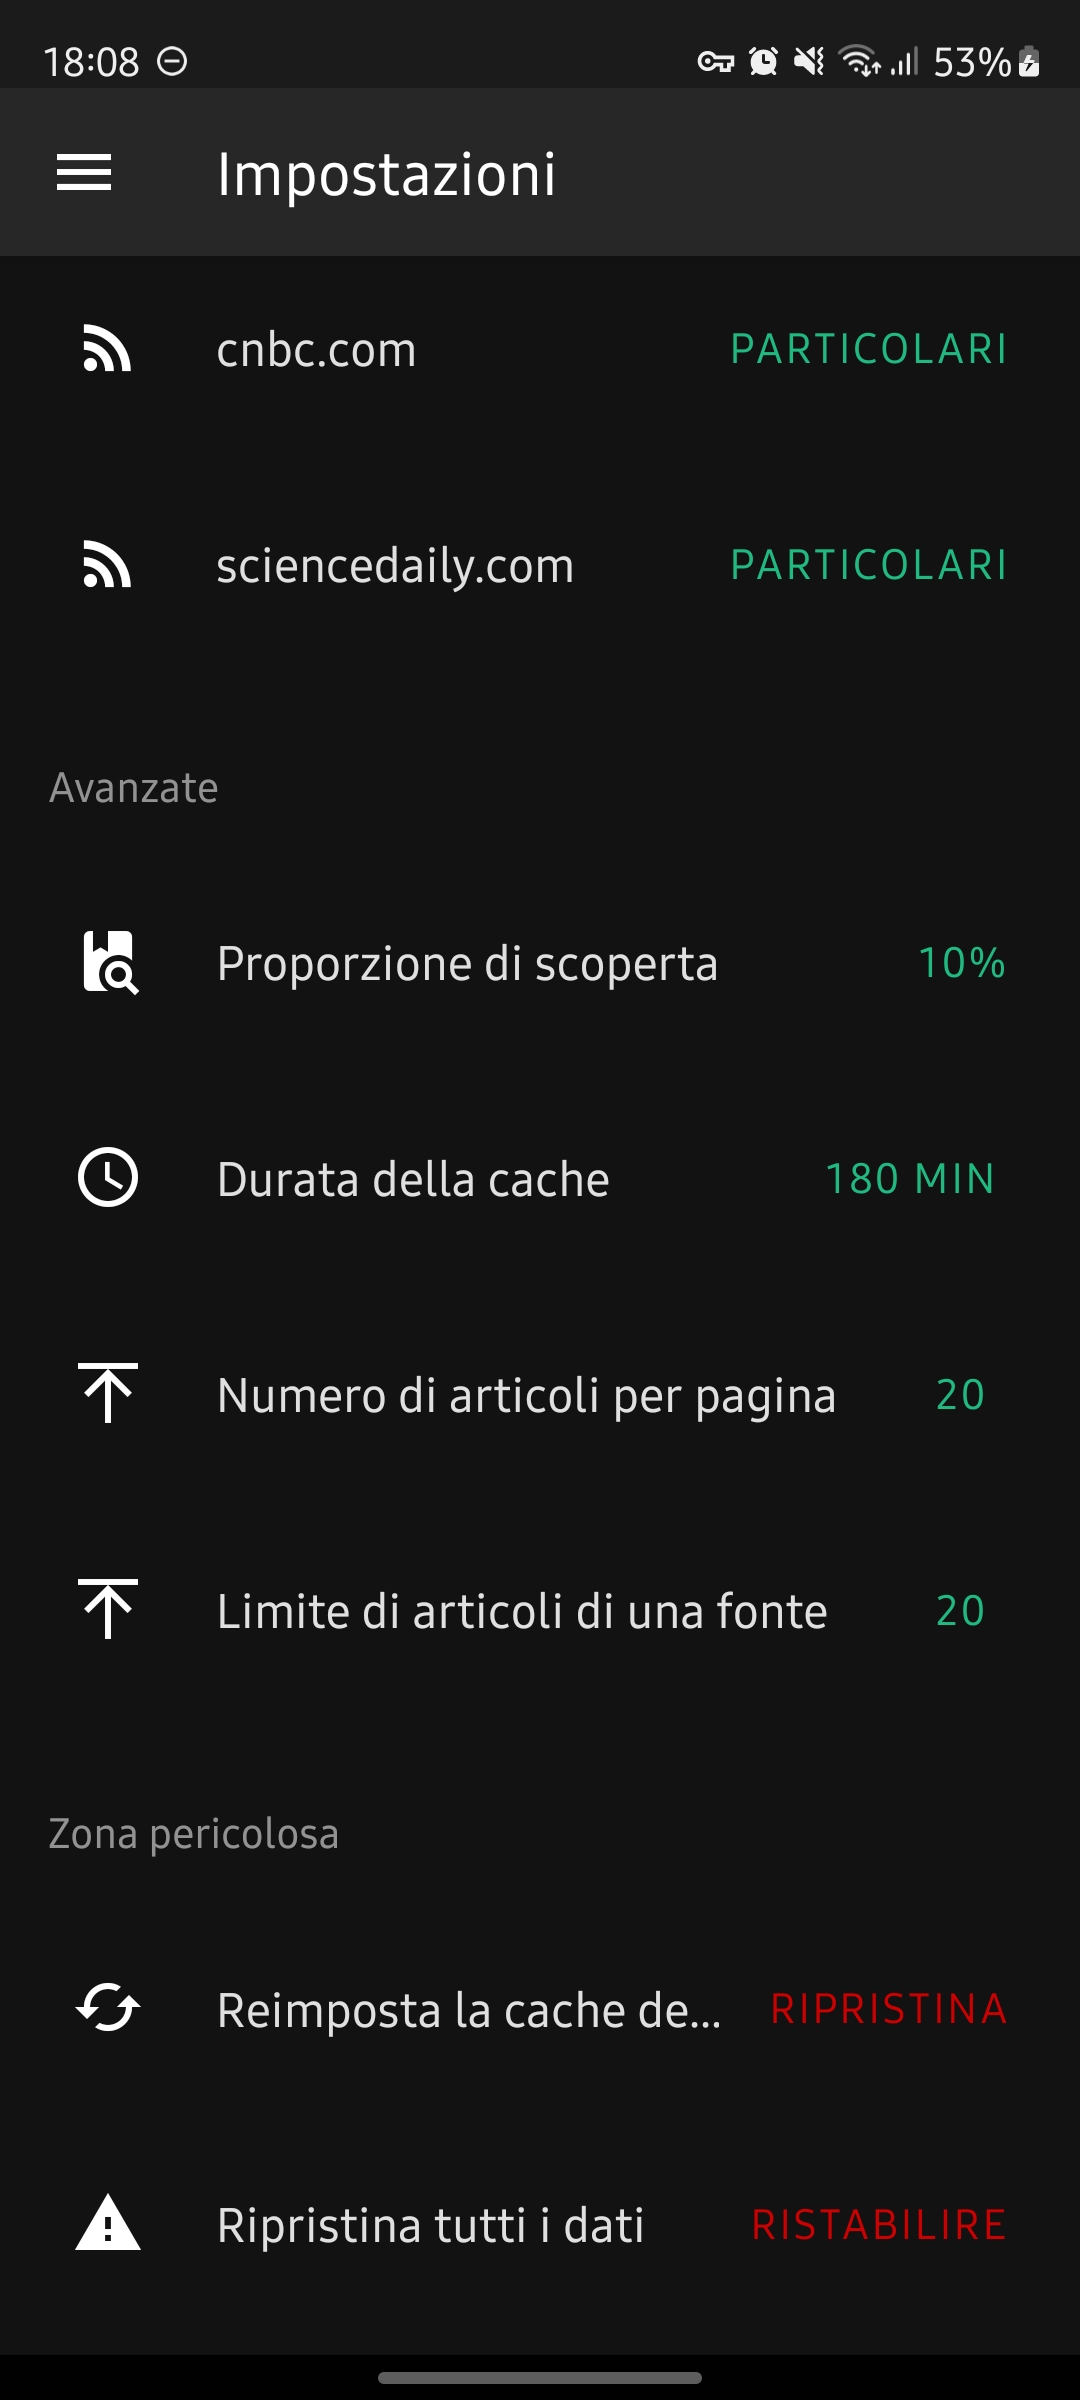 18:08 53%
Impostazioni
cnbc.com PARTICOLARI
sciencedaily.com PARTICOLARI
Avanzate
Proporzione di scoperta 10%
Durata della cache 180 MIN
Numero di articoli per pagina 20
Limite di articoli di una fonte 20
Zona pericolosa
Reimposta la cache de... RIPRISTINA
Ripristina tutti i dati RISTABILIRE